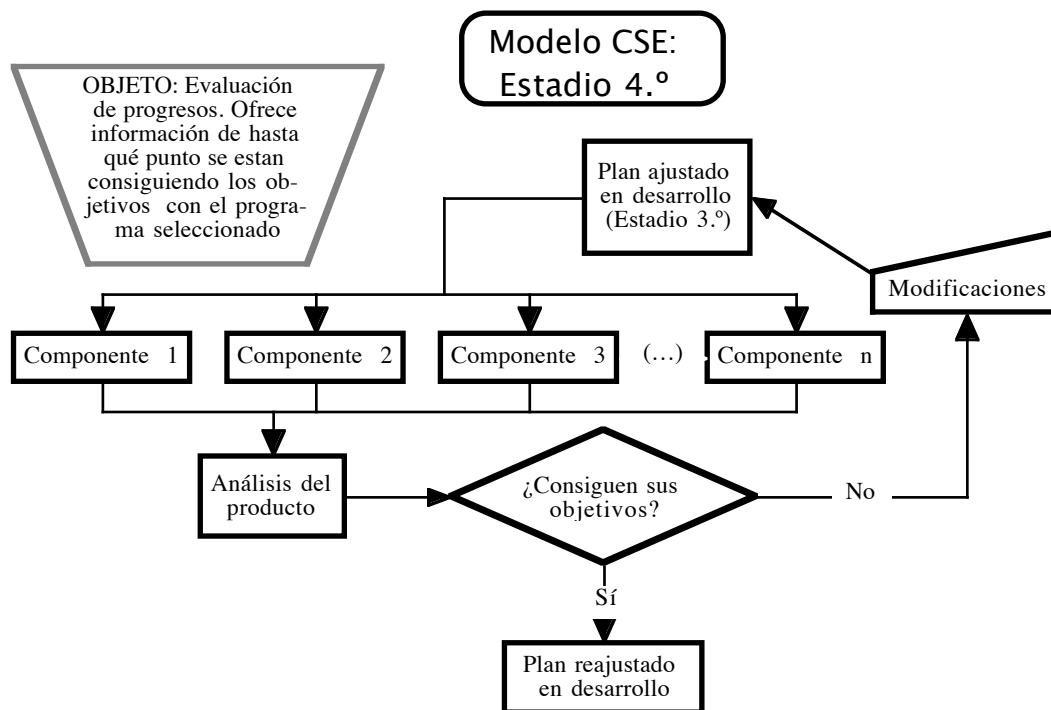 Modelo CSE:
Estadio 4.º
OBJETO: Evaluación
de progresos. Ofrece
información de hasta
qué punto se estan
consiguiendo los ob-
jetivos con el progra-
ma seleccionado
Plan ajustado
en desarrollo
(Estadio 3.º)
Modificaciones
Componente 1
Componente 2
Componente 3
(...)
Componente n
Análisis del
producto
¿Consiguen sus
objetivos?
No
Sí
Plan reajustado
en desarrollo